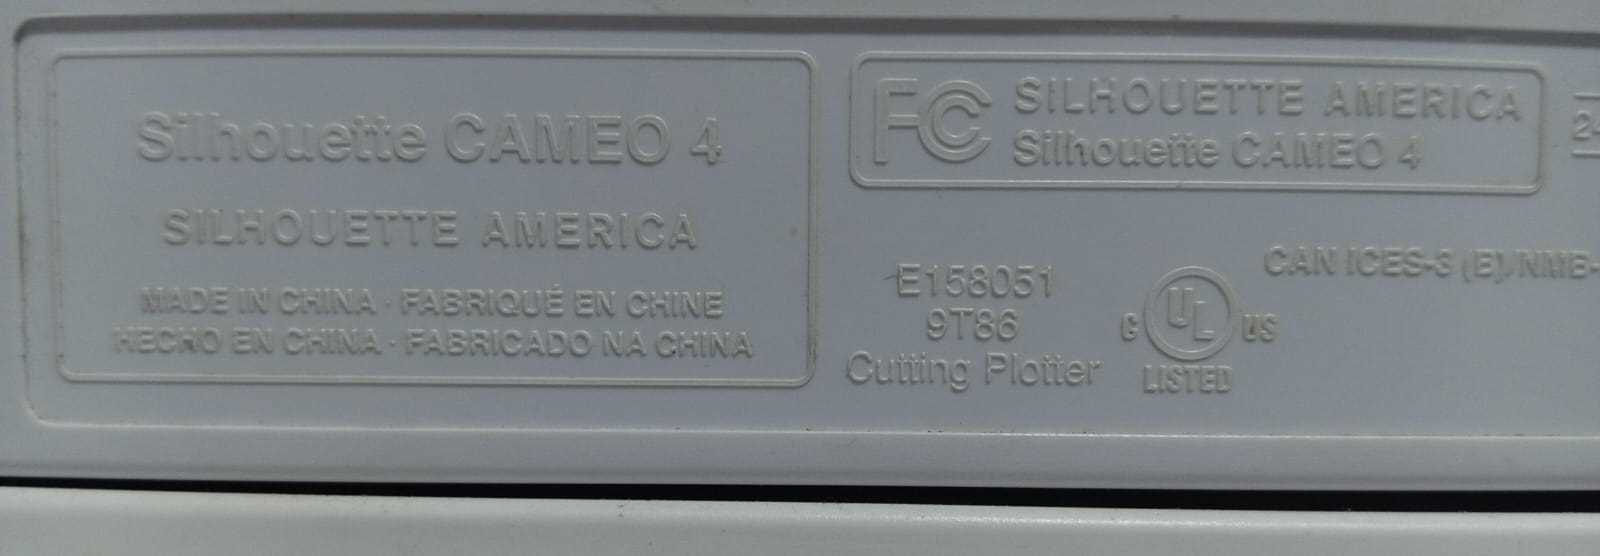 Silhouette CAMEO 4
SILHOUETTE AMERICA
MADE IN CHINA · FABRIQUÉ EN CHINE
HECHO EN CHINA · FABRICADO NA CHINA
FC SILHOUETTE AMERICA
Silhouette CAMEO 4
E158051
9T86
Cutting Plotter
C UL US
LISTED
CAN ICES-3 (B)/NMB-